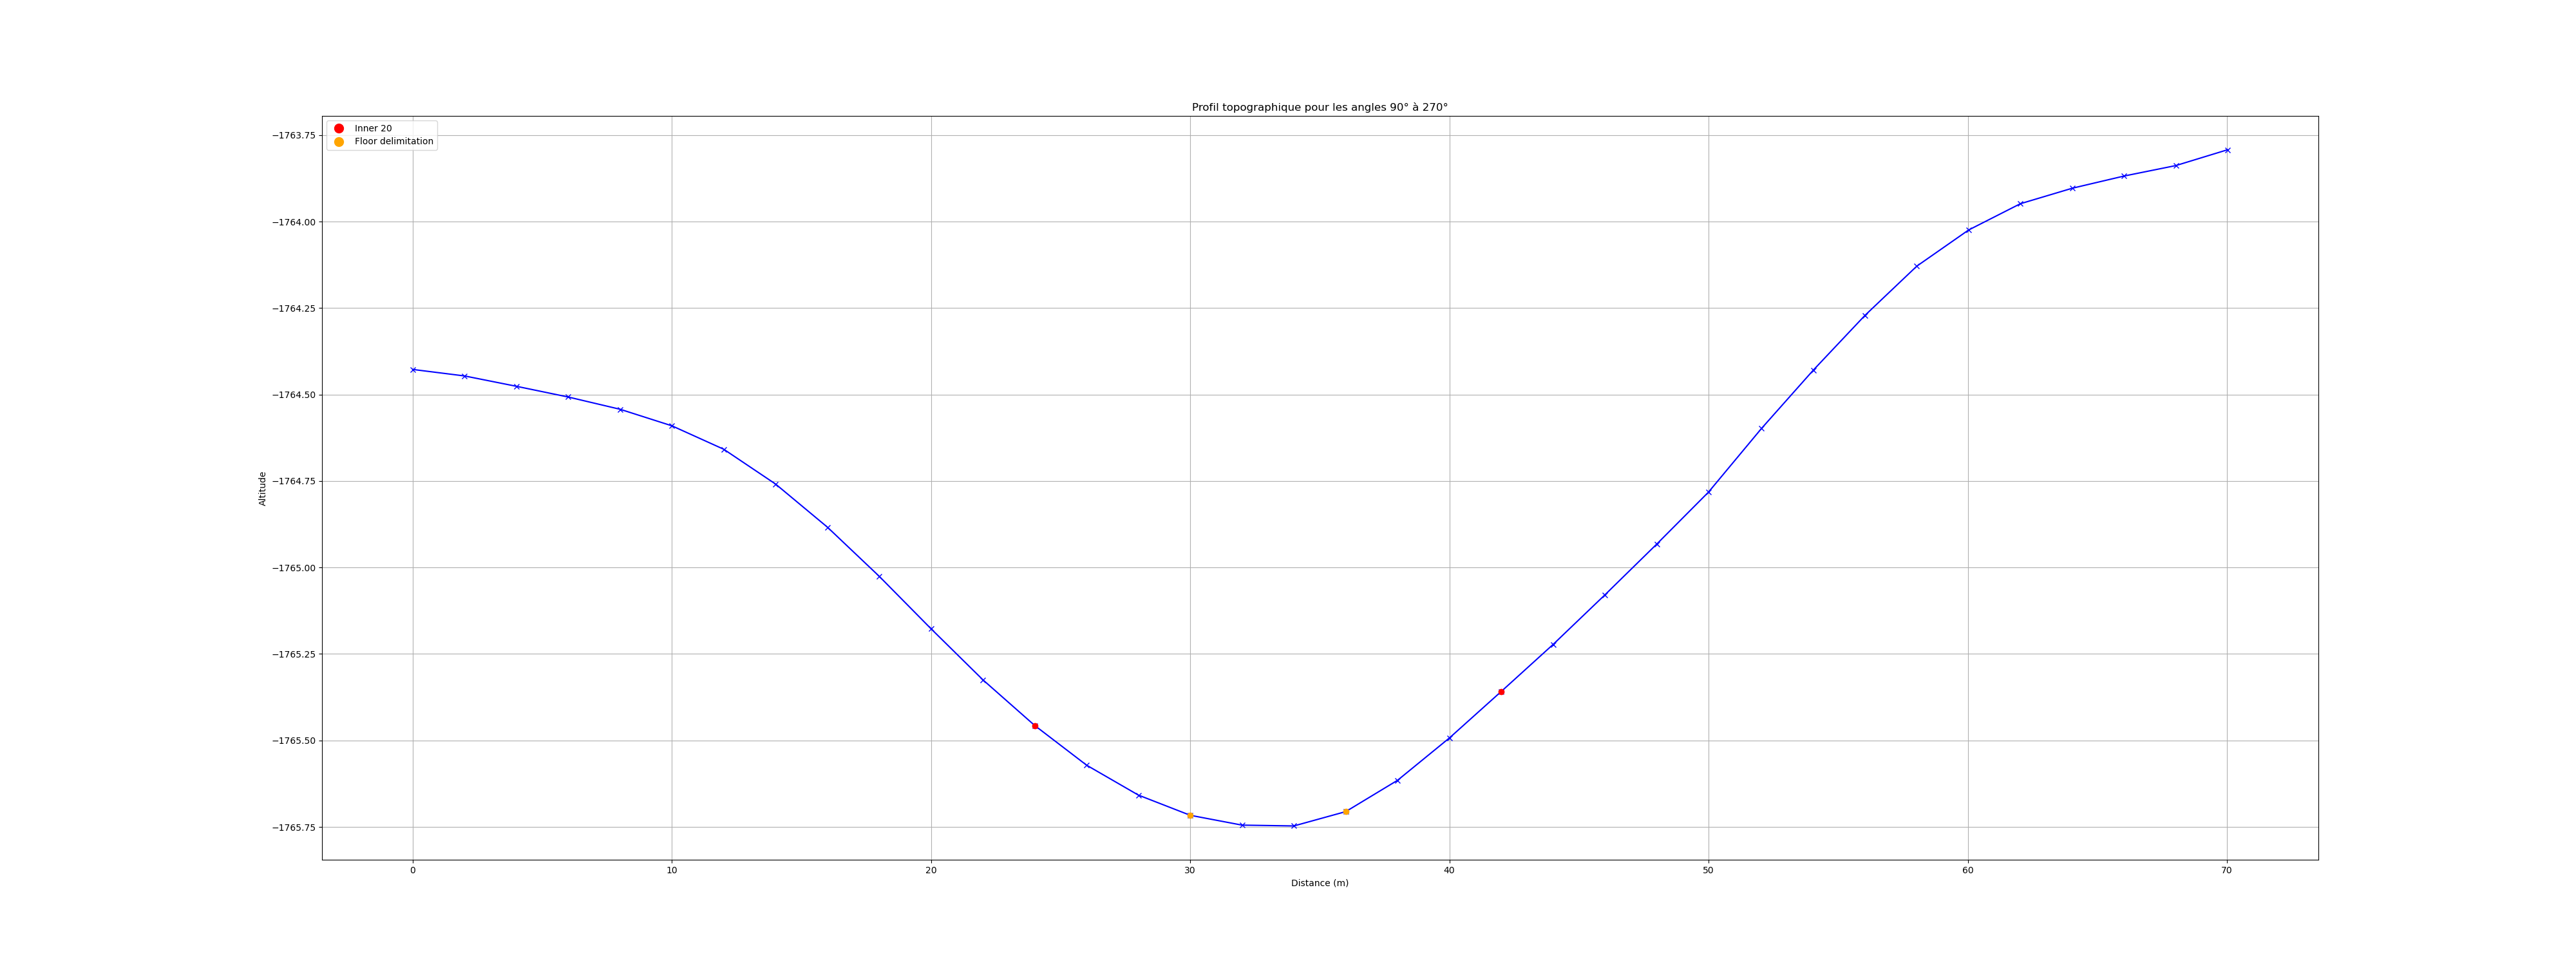 Profil topographique pour les angles 90° à 270°
Inner 20
Floor delimitation
−1763.75
−1764.00
−1764.25
−1764.50
−1764.75
−1765.00
−1765.25
−1765.50
−1765.75
Altitude
0 10 20 30 40 50 60 70
Distance (m)